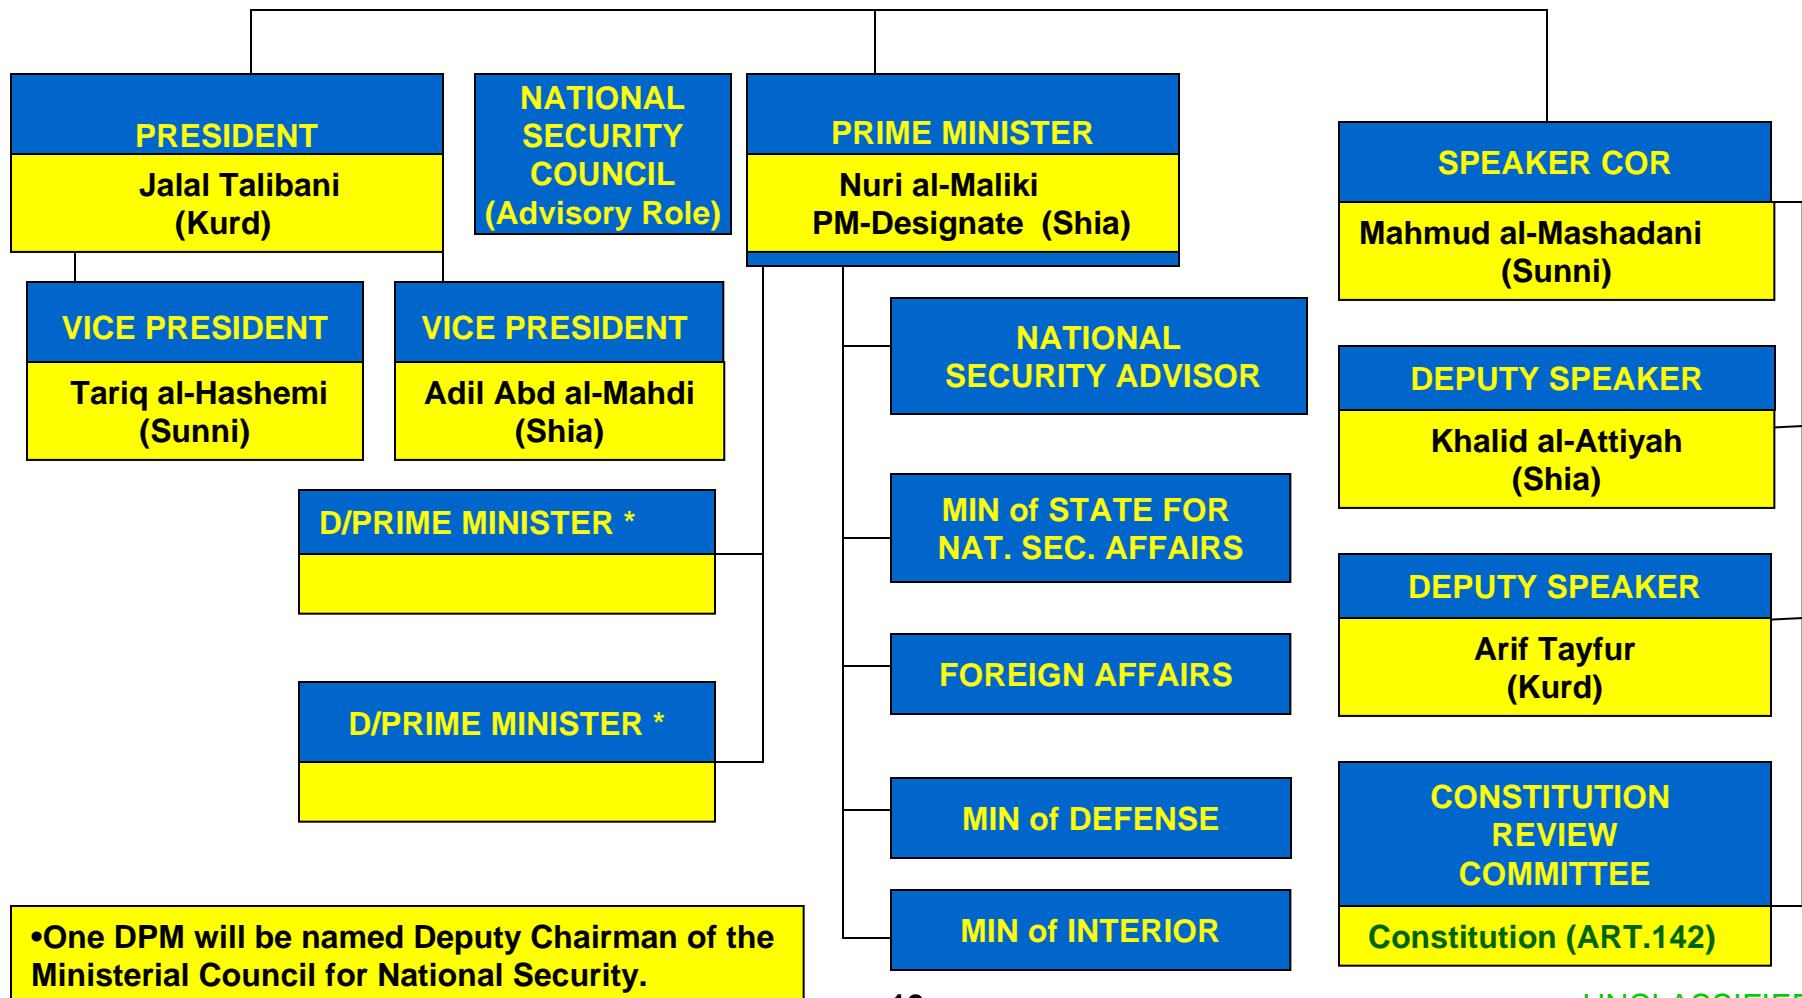 PRESIDENT
Jalal Talibani
(Kurd)
NATIONAL
SECURITY
COUNCIL
(Advisory Role)
PRIME MINISTER
Nuri al-Maliki
PM-Designate (Shia)
SPEAKER COR
Mahmud al-Mashadani
(Sunni)
VICE PRESIDENT
Tariq al-Hashemi
(Sunni)
VICE PRESIDENT
Adil Abd al-Mahdi
(Shia)
NATIONAL
SECURITY ADVISOR
DEPUTY SPEAKER
Khalid al-Attiyah
(Shia)
D/PRIME MINISTER *
MIN of STATE FOR
NAT. SEC. AFFAIRS
DEPUTY SPEAKER
Arif Tayfur
(Kurd)
D/PRIME MINISTER *
FOREIGN AFFAIRS
MIN of DEFENSE
CONSTITUTION
REVIEW
COMMITTEE
Constitution (ART.142)
MIN of INTERIOR
•One DPM will be named Deputy Chairman of the
Ministerial Council for National Security.
UNCLASSIFIED